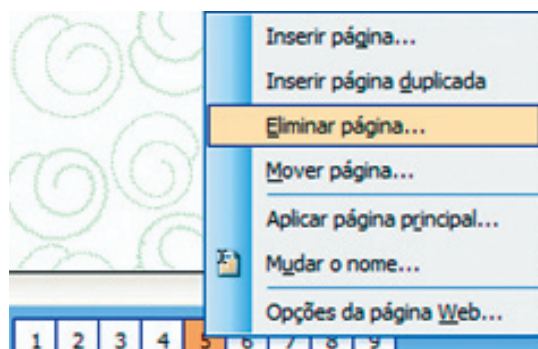 Inserir página...
Inserir página duplicada
Eliminar página...
Mover página...
Aplicar página principal...
Mudar o nome...
Opções da página Web...
1 2 3 4 5 6 7 8 9